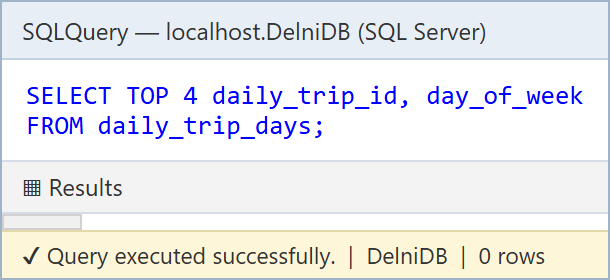 SQLQuery — localhost.DelniDB (SQL Server)
SELECT TOP 4 daily_trip_id, day_of_week
FROM daily_trip_days;
▦ Results
✔ Query executed successfully. | DelniDB | 0 rows